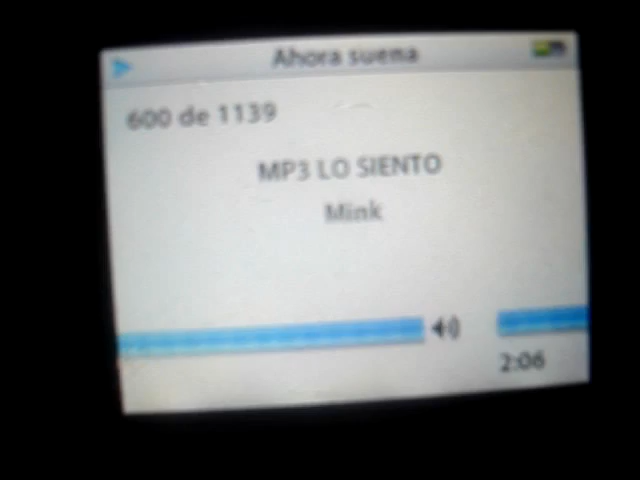 Ahora suena
600 de 1139
MP3 LO SIENTO
Mink
2:06